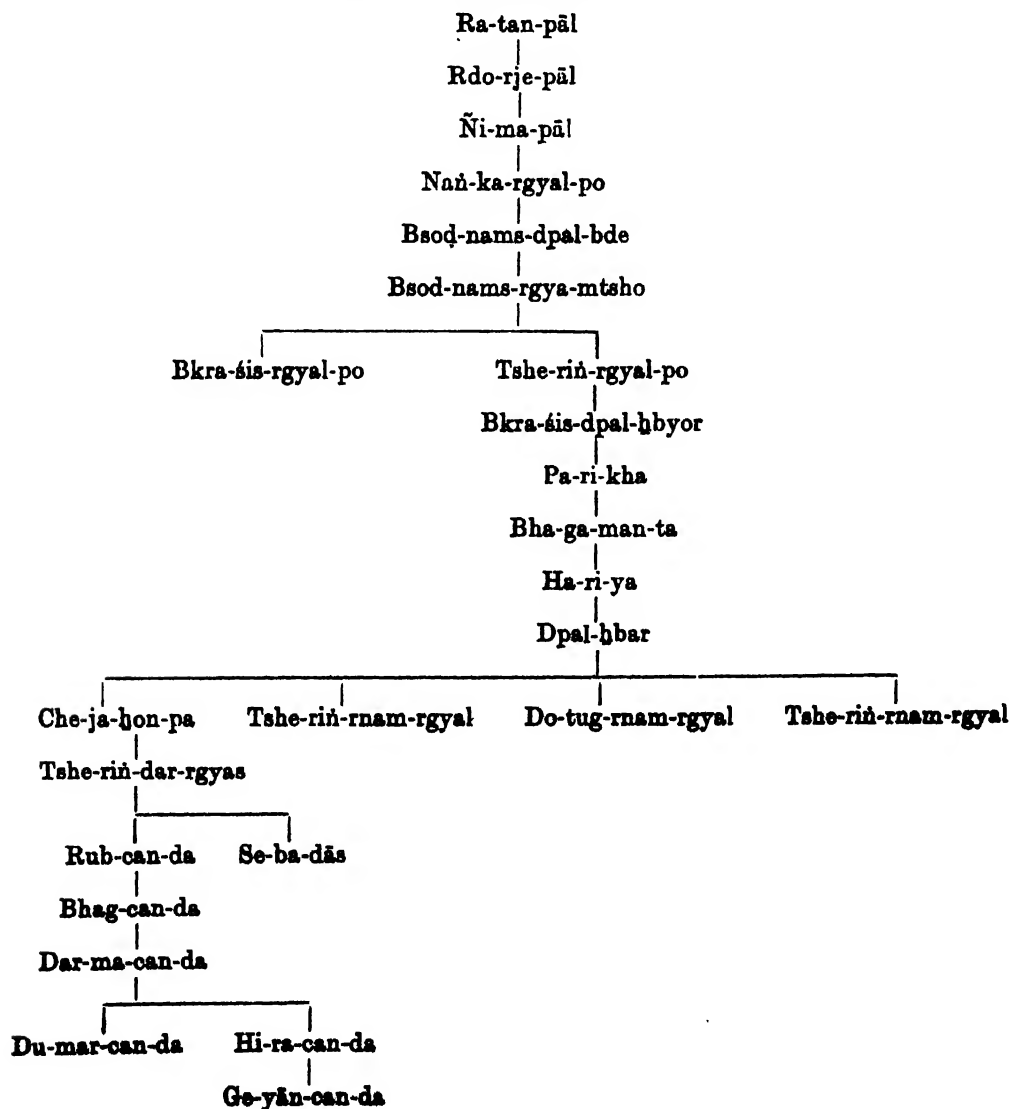 Ra-tan-pāl
Rdo-rje-pāl
Ñi-ma-pāl
Naṅ-ka-rgyal-po
Bsoḍ-nams-dpal-bde
Bsod-nams-rgya-mtsho
Bkra-śis-rgyal-po Tshe-riṅ-rgyal-po
Bkra-śis-dpal-ḫbyor
Pa-ri-kha
Bha-ga-man-ta
Ha-ri-ya
Dpal-ḫbar
Che-ja-ḫon-pa Tshe-riṅ-rnam-rgyal Do-tug-rnam-rgyal Tshe-riṅ-rnam-rgyal
Tshe-riṅ-dar-rgyas
Rub-can-da Se-ba-dās
Bhag-can-da
Dar-ma-can-da
Du-mar-can-da Hi-ra-can-da
Ge-yān-can-da